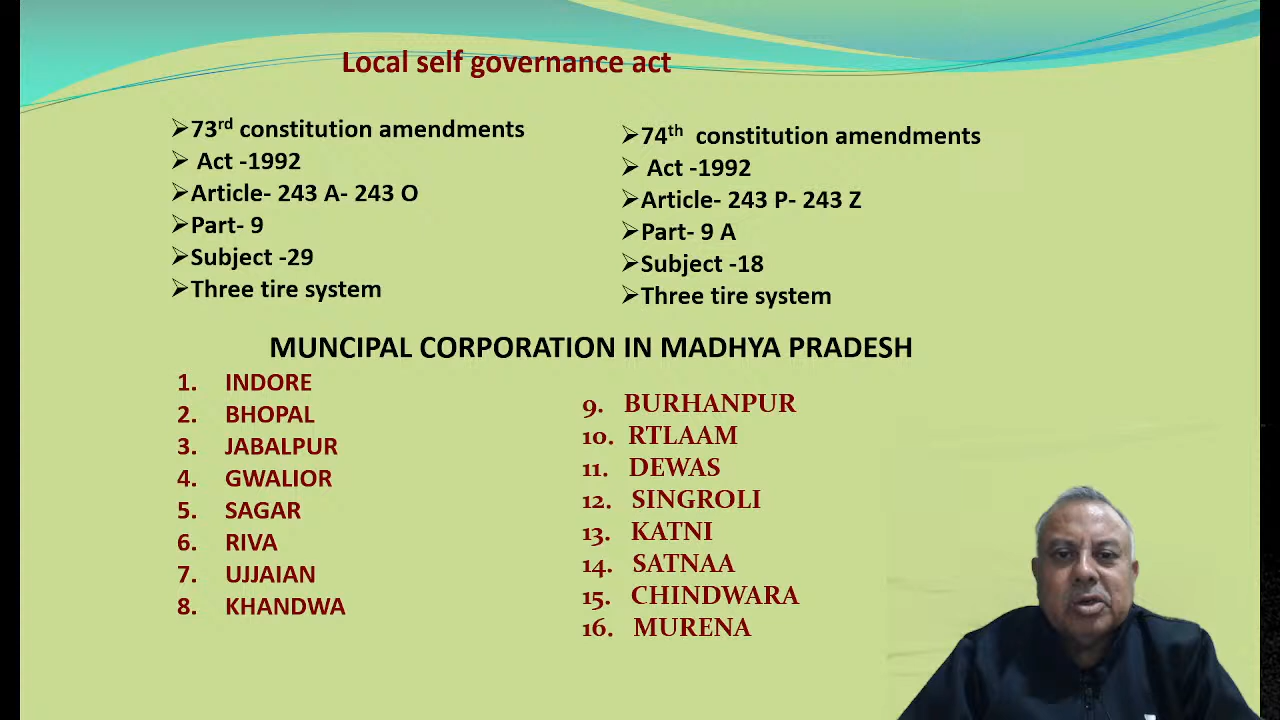 Local self governance act
➢73rd constitution amendments
➢ Act -1992
➢Article- 243 A- 243 O
➢Part- 9
➢Subject -29
➢Three tire system
➢74th constitution amendments
➢ Act -1992
➢Article- 243 P- 243 Z
➢Part- 9 A
➢Subject -18
➢Three tire system
MUNCIPAL CORPORATION IN MADHYA PRADESH
1. INDORE
2. BHOPAL
3. JABALPUR
4. GWALIOR
5. SAGAR
6. RIVA
7. UJJAIAN
8. KHANDWA
9. BURHANPUR
10. RTLAAM
11. DEWAS
12. SINGROLI
13. KATNI
14. SATNAA
15. CHINDWARA
16. MURENA